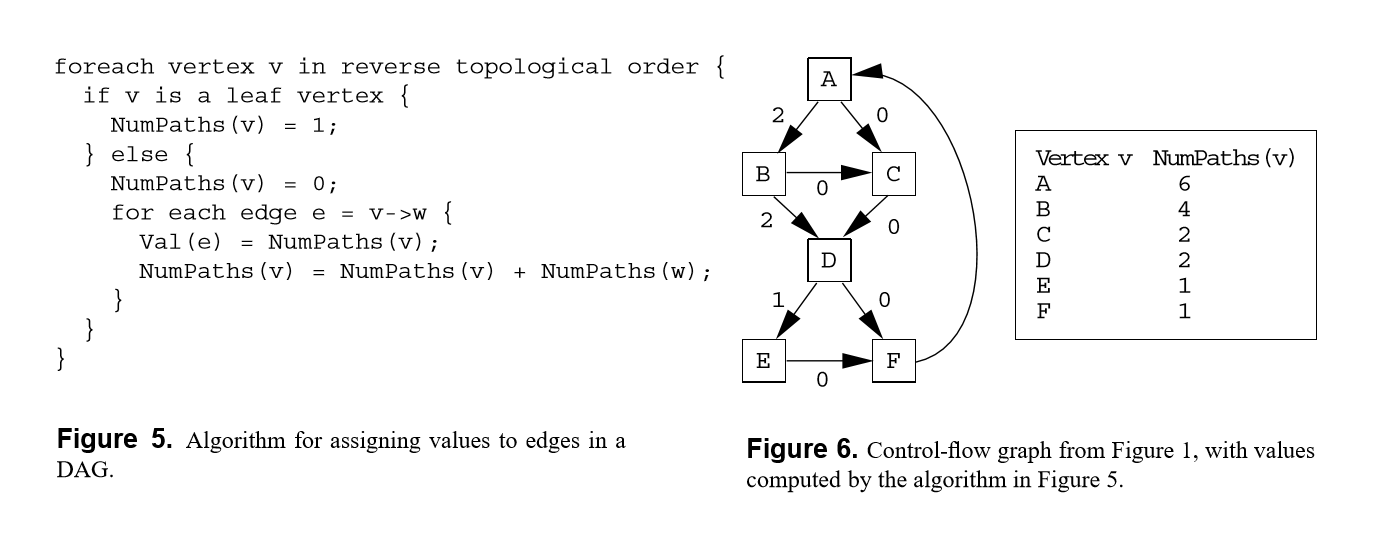 foreach vertex v in reverse topological order {
if v is a leaf vertex {
NumPaths(v) = 1;
} else {
NumPaths(v) = 0;
for each edge e = v->w {
Val(e) = NumPaths(v);
NumPaths(v) = NumPaths(v) + NumPaths(w);
}
}
}
Figure 5. Algorithm for assigning values to edges in a
DAG.
A
2 0
B 0 C
2 0
D
1 0
E 0 F
Vertex v NumPaths(v)
A 6
B 4
C 2
D 2
E 1
F 1
Figure 6. Control-flow graph from Figure 1, with values
computed by the algorithm in Figure 5.